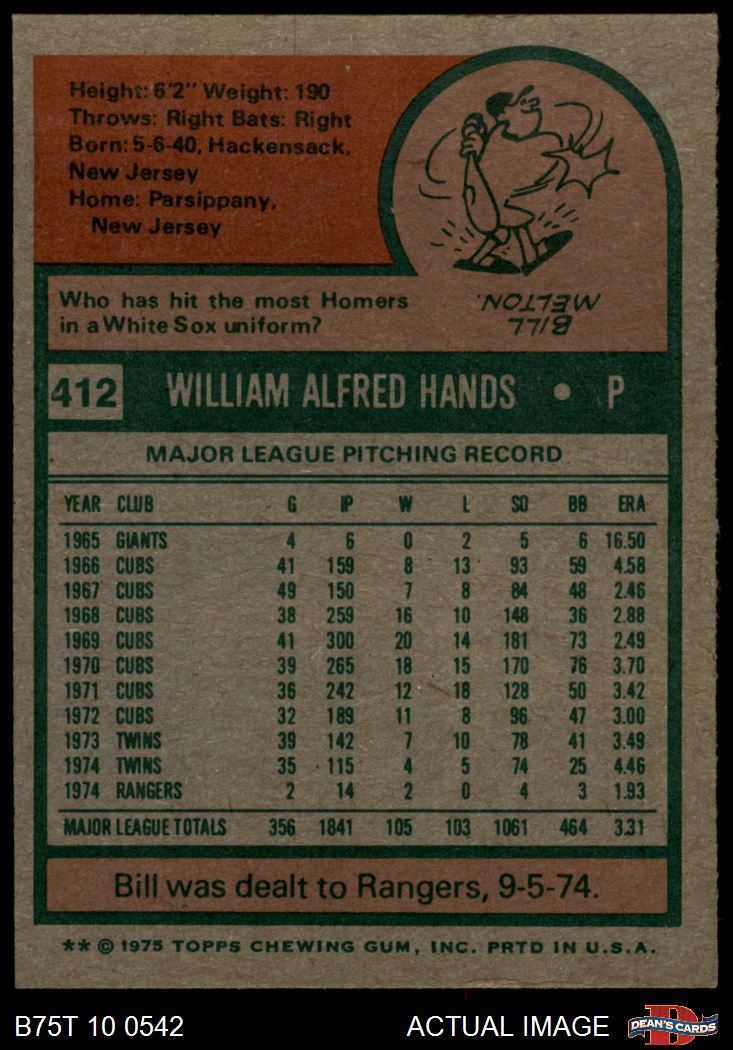 Height: 6'2" Weight: 190
Throws: Right Bats: Right
Born: 5-6-40, Hackensack,
New Jersey
Home: Parsippany,
New Jersey
Who has hit the most Homers
in a White Sox uniform?
BILL
MELTON.
412 WILLIAM ALFRED HANDS • P
MAJOR LEAGUE PITCHING RECORD
YEAR CLUB G IP W L SO BB ERA
1965 GIANTS 4 6 0 2 5 6 16.50
1966 CUBS 41 159 8 13 93 59 4.58
1967 CUBS 49 150 7 8 84 48 2.46
1968 CUBS 38 259 16 10 148 36 2.88
1969 CUBS 41 300 20 14 181 73 2.49
1970 CUBS 39 265 18 15 170 76 3.70
1971 CUBS 36 242 12 18 128 50 3.42
1972 CUBS 32 189 11 8 96 47 3.00
1973 TWINS 39 142 7 10 78 41 3.49
1974 TWINS 35 115 4 5 74 25 4.46
1974 RANGERS 2 14 2 0 4 3 1.93
MAJOR LEAGUE TOTALS 356 1841 105 103 1061 464 3.31
Bill was dealt to Rangers, 9-5-74.
** © 1975 TOPPS CHEWING GUM, INC. PRTD IN U.S.A.
B75T 10 0542 ACTUAL IMAGE DEAN'S CARDS